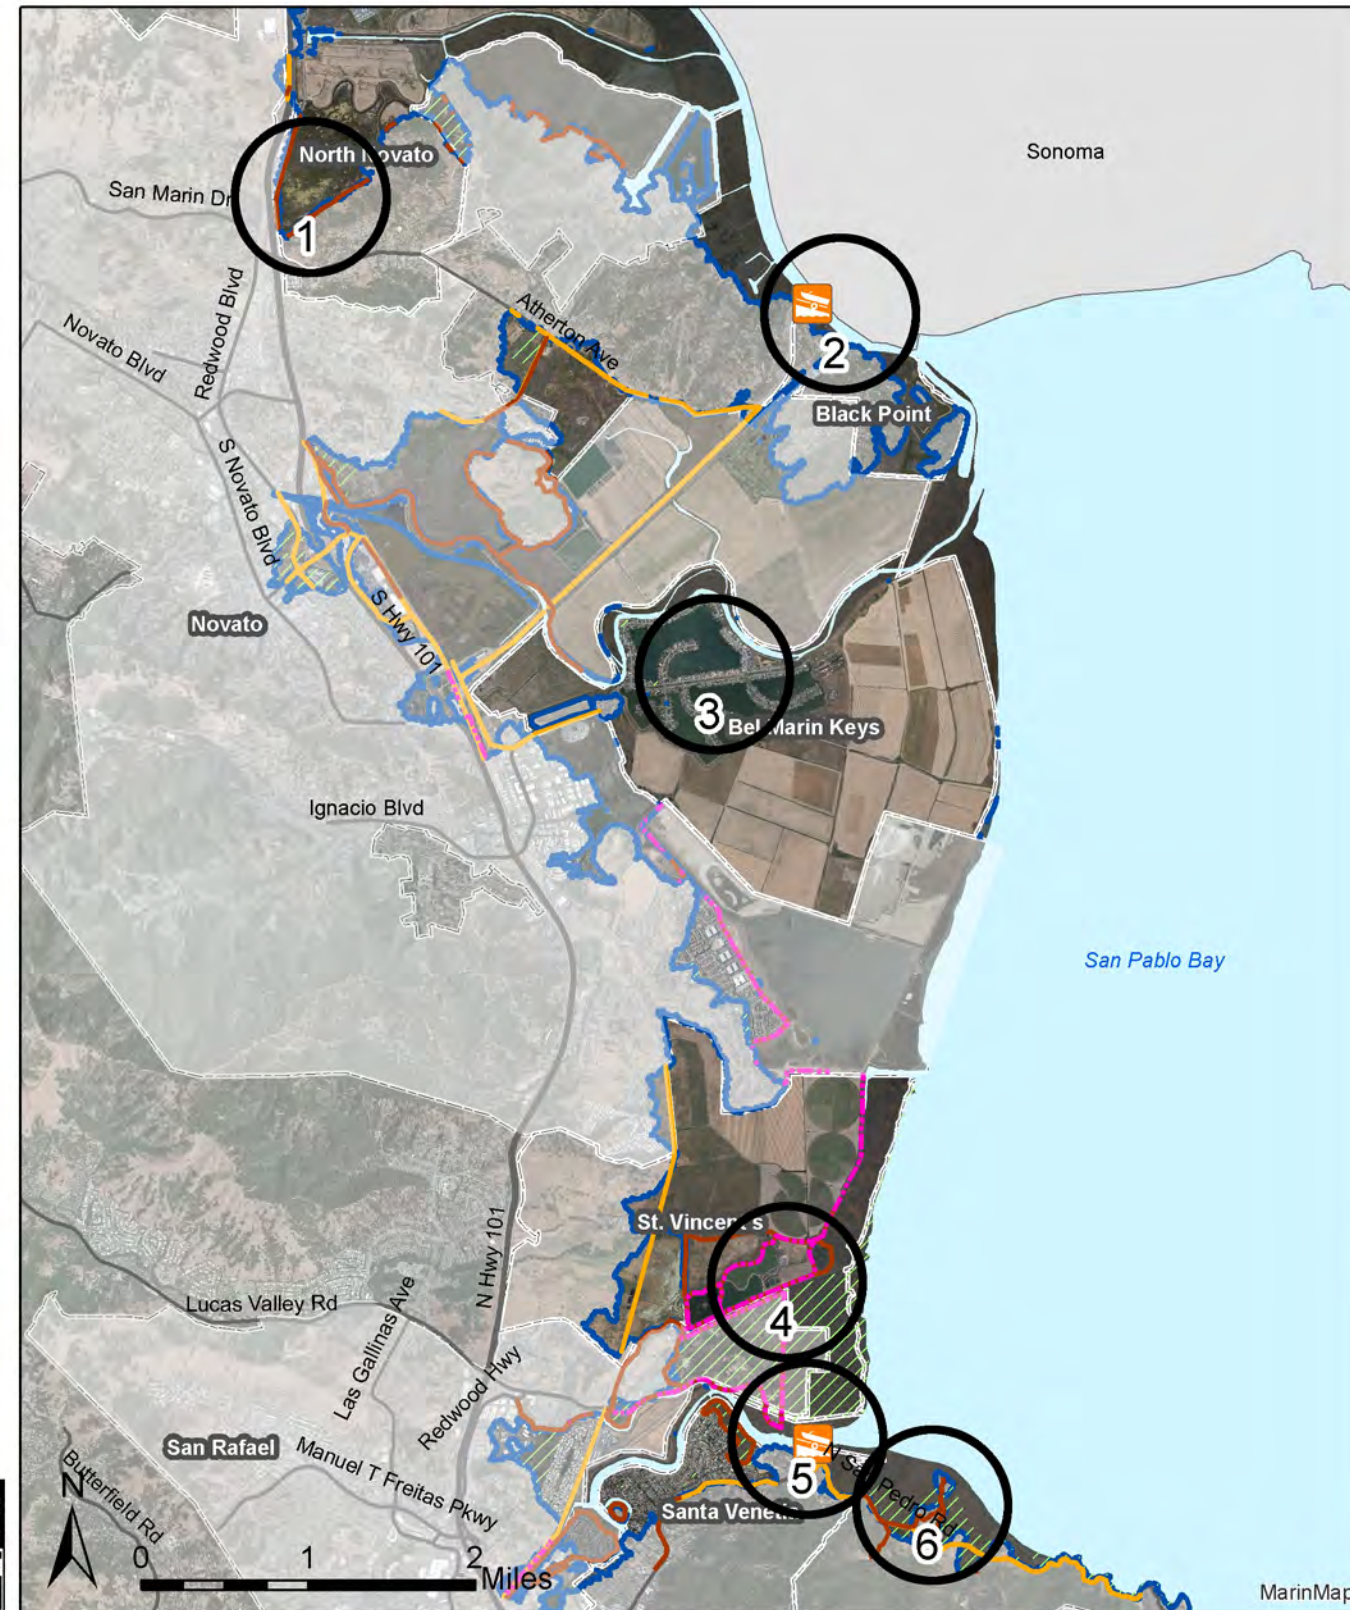 Sonoma
North Novato
San Marin Dr
1
Redwood Blvd
Atherton Ave
2
Novato Blvd
Black Point
S Novato Blvd
S Hwy 101
Novato
3
Bel Marin Keys
Ignacio Blvd
San Pablo Bay
St. Vincent's
N Hwy 101
Lucas Valley Rd
Las Gallinas Ave
4
Redwood Hwy
San Rafael
Manuel T Freitas Pkwy
Butterfield Rd
5
N San Pedro Rd
Santa Venetia
6
N
0 1 2
Miles
MarinMap